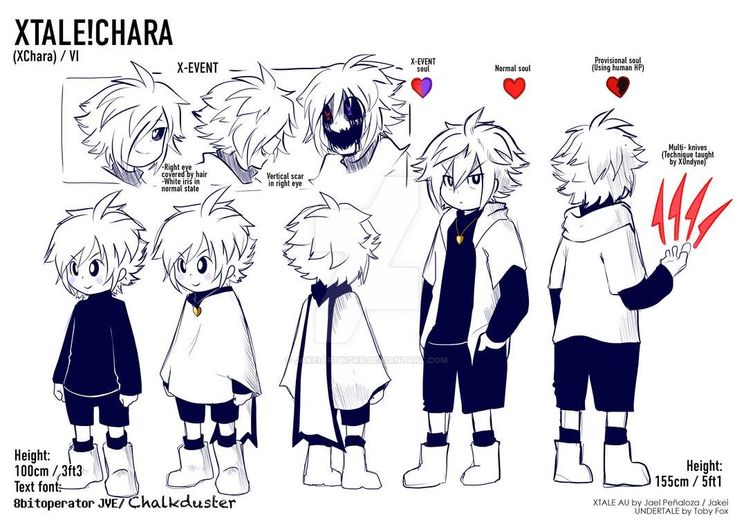 XTALE!CHARA
(XChara) / VI
X-EVENT
-Right eye
covered by hair
-White iris in
normal state
Vertical scar
in right eye
X-EVENT
soul
Normal soul
Provisional soul
(Using human HP)
Multi- knives
(Technique taught
by XUndyne)
Height:
100cm / 3ft3
Text font:
8bitoperator JVE/ Chalkduster
Height:
155cm / 5ft1
XTALE AU by Jael Peñaloza / Jakei
UNDERTALE by Toby Fox